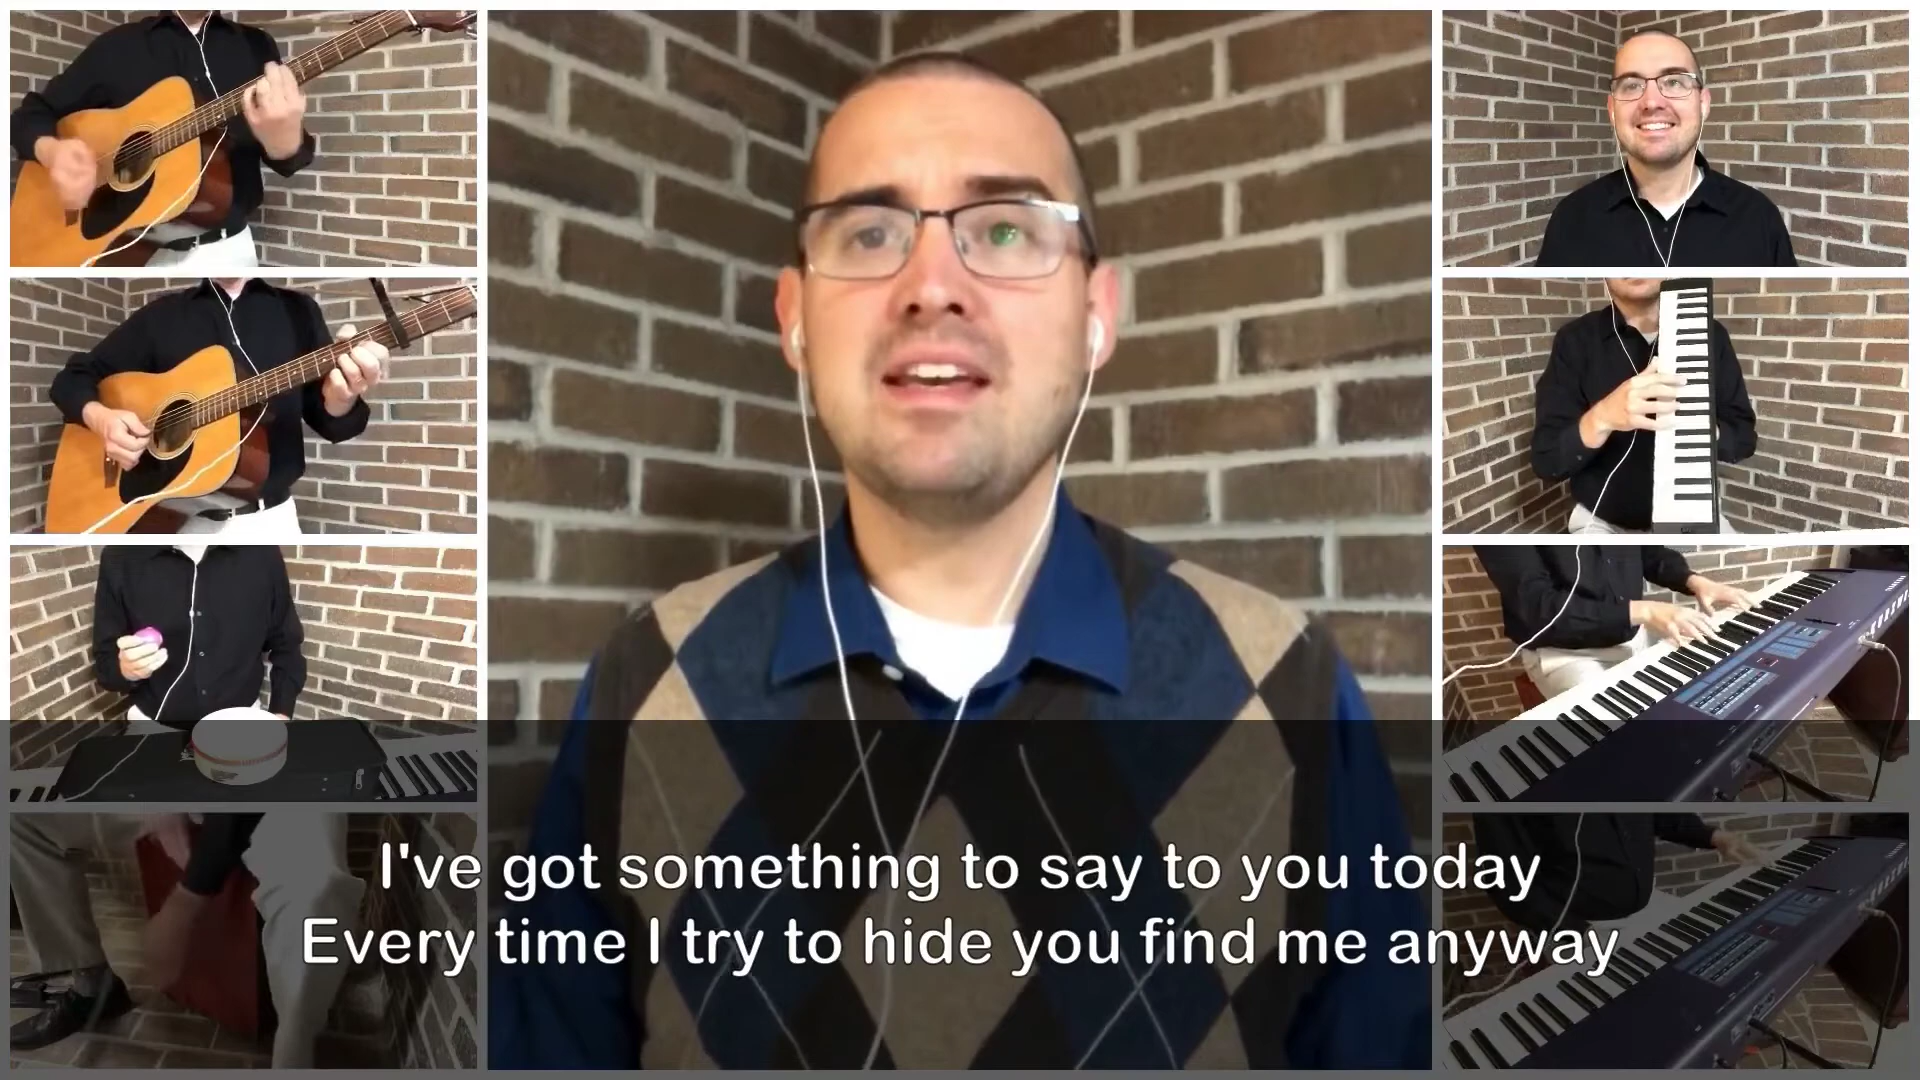 I've got something to say to you today
Every time I try to hide you find me anyway